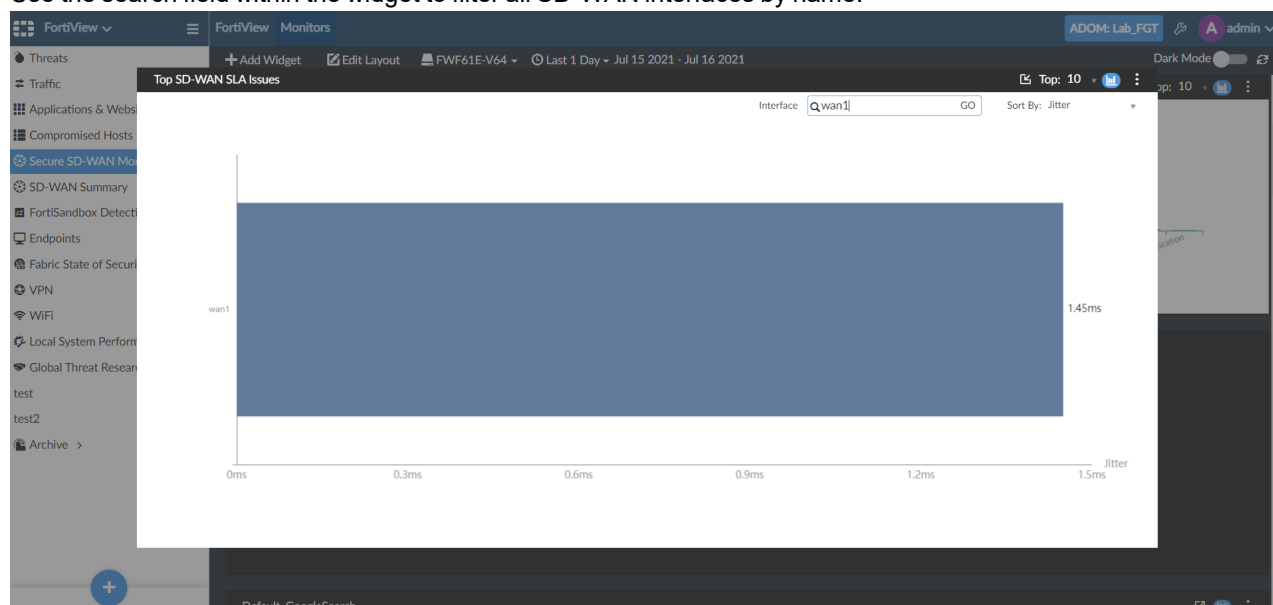 Use the search field within the widget to filter all SD-WAN interfaces by name.
FortiView FortiView Monitors ADOM: Lab_FGT A admin
Threats Add Widget Edit Layout FWF61E-V64 Last 1 Day Jul 15 2021 - Jul 16 2021 Dark Mode
Traffic Top SD-WAN SLA Issues Top: 10 op: 10
Applications & Websi Interface wan1 GO Sort By: Jitter
Compromised Hosts
Secure SD-WAN Mo
SD-WAN Summary
FortiSandbox Detecti
Endpoints ication
Fabric State of Securi
VPN
WiFi wan1 1.45ms
Local System Perform
Global Threat Resear
test
test2
Archive >
Jitter
0ms 0.3ms 0.6ms 0.9ms 1.2ms 1.5ms
+